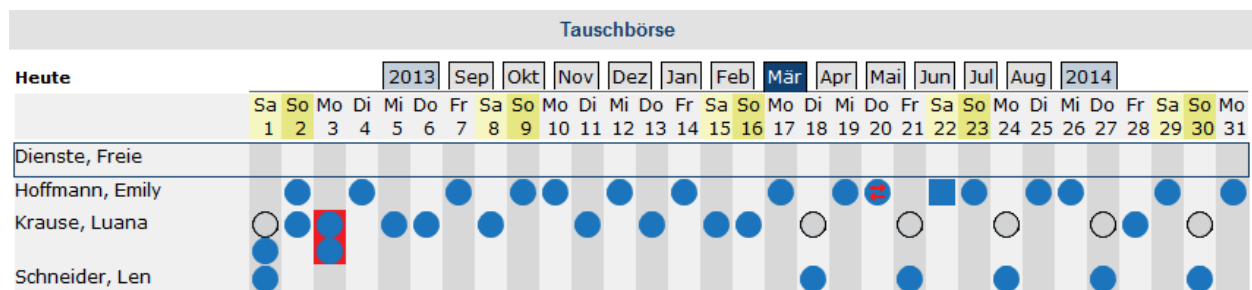 Tauschbörse
Heute 2013 Sep Okt Nov Dez Jan Feb Mär Apr Mai Jun Jul Aug 2014
Sa So Mo Di Mi Do Fr Sa So Mo Di Mi Do Fr Sa So Mo Di Mi Do Fr Sa So Mo Di Mi Do Fr Sa So Mo
1 2 3 4 5 6 7 8 9 10 11 12 13 14 15 16 17 18 19 20 21 22 23 24 25 26 27 28 29 30 31
Dienste, Freie
Hoffmann, Emily
Krause, Luana
Schneider, Len